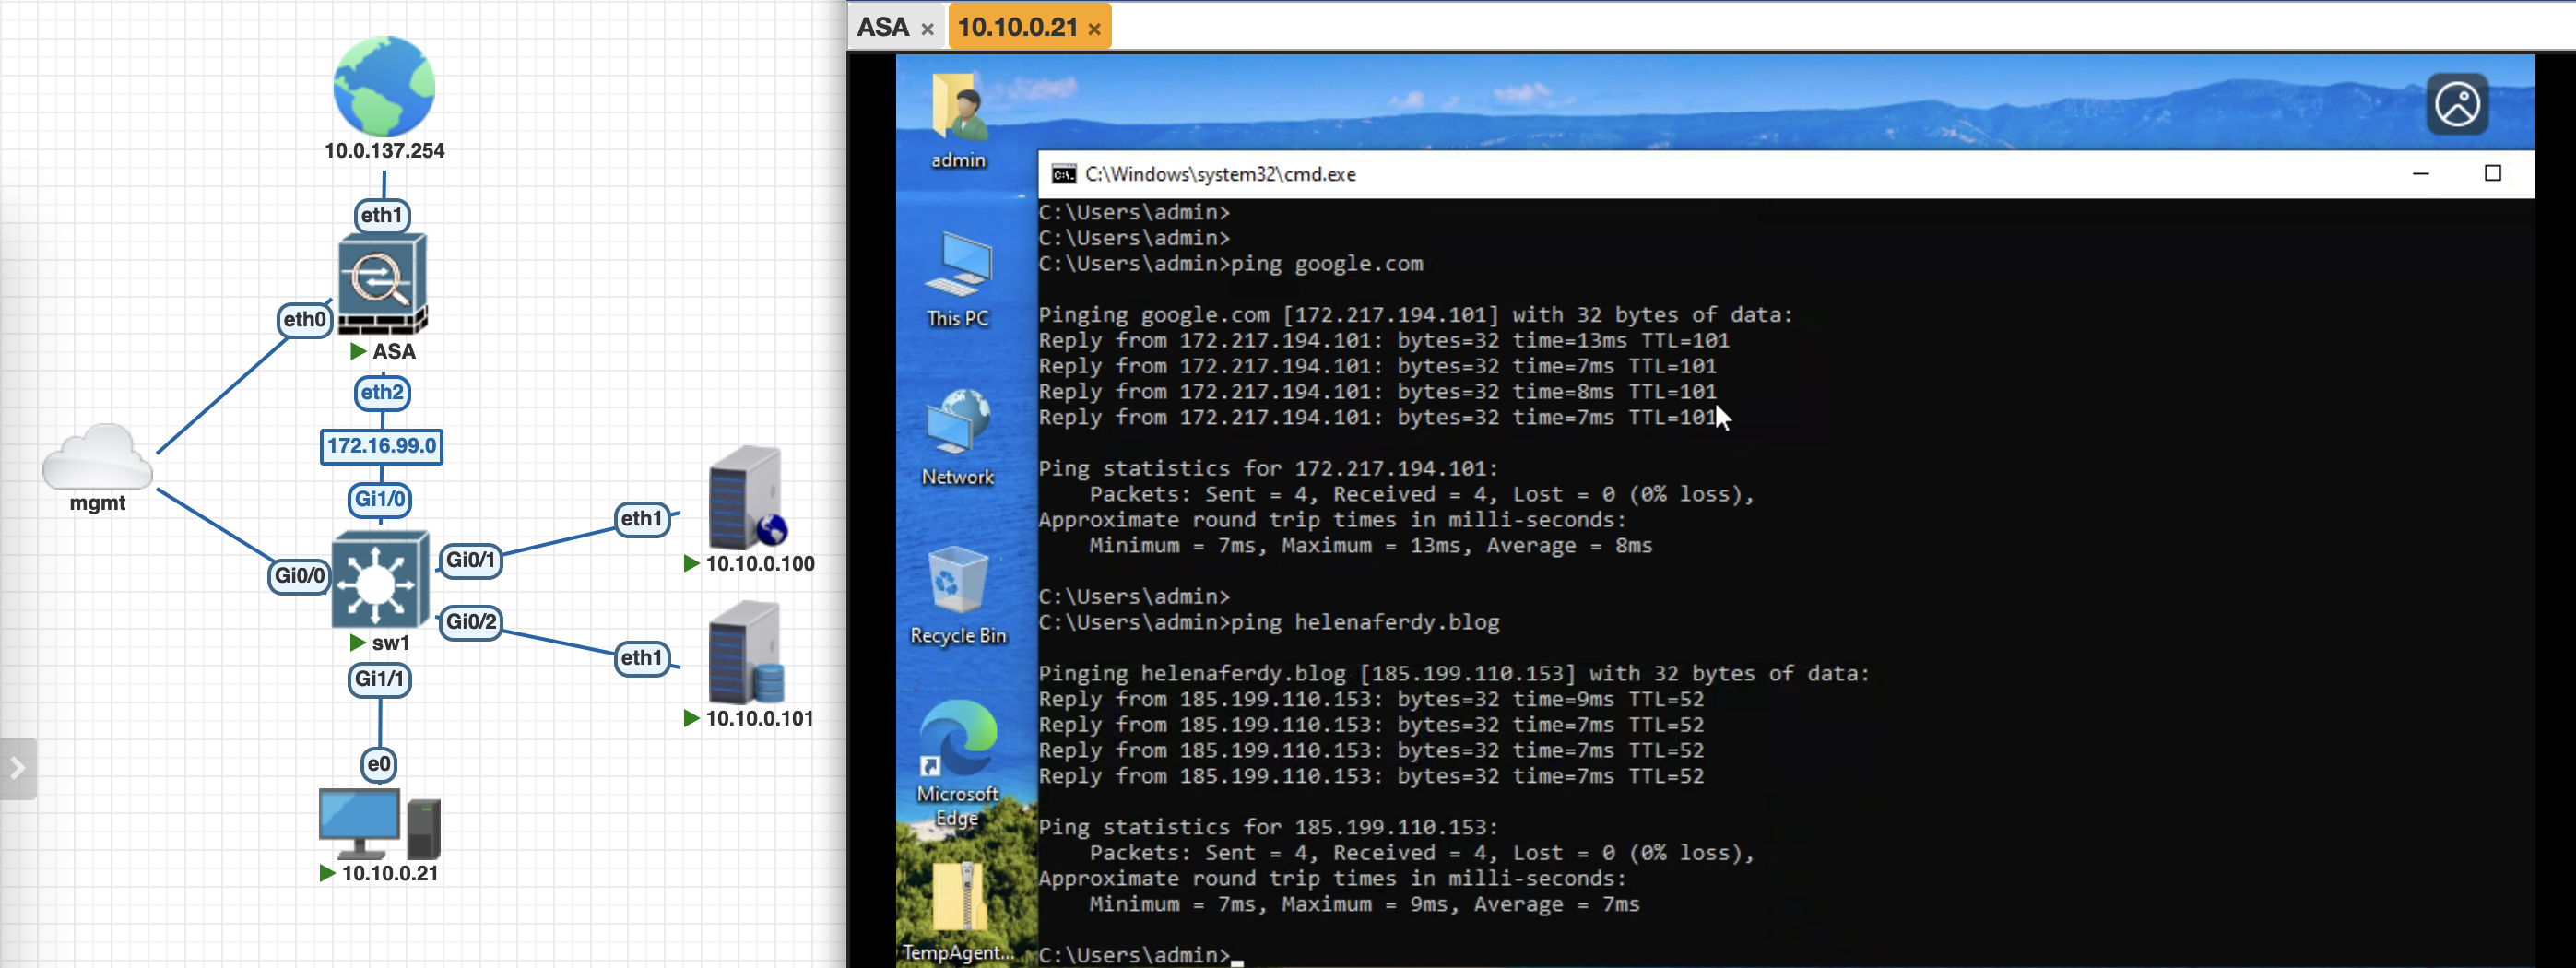 10.0.137.254
eth1
eth0
ASA
eth2
172.16.99.0
mgmt
Gi1/0
eth1
Gi0/1
10.10.0.100
Gi0/0
Gi0/2
sw1
eth1
Gi1/1
10.10.0.101
e0
10.10.0.21
ASA ×
10.10.0.21 ×
admin
This PC
Network
Recycle Bin
Microsoft
Edge
TempAgent...
C:\Windows\system32\cmd.exe
C:\Users\admin>
C:\Users\admin>
C:\Users\admin>ping google.com
Pinging google.com [172.217.194.101] with 32 bytes of data:
Reply from 172.217.194.101: bytes=32 time=13ms TTL=101
Reply from 172.217.194.101: bytes=32 time=7ms TTL=101
Reply from 172.217.194.101: bytes=32 time=8ms TTL=101
Reply from 172.217.194.101: bytes=32 time=7ms TTL=101
Ping statistics for 172.217.194.101:
Packets: Sent = 4, Received = 4, Lost = 0 (0% loss),
Approximate round trip times in milli-seconds:
Minimum = 7ms, Maximum = 13ms, Average = 8ms
C:\Users\admin>
C:\Users\admin>ping helenaferdy.blog
Pinging helenaferdy.blog [185.199.110.153] with 32 bytes of data:
Reply from 185.199.110.153: bytes=32 time=9ms TTL=52
Reply from 185.199.110.153: bytes=32 time=7ms TTL=52
Reply from 185.199.110.153: bytes=32 time=7ms TTL=52
Reply from 185.199.110.153: bytes=32 time=7ms TTL=52
Ping statistics for 185.199.110.153:
Packets: Sent = 4, Received = 4, Lost = 0 (0% loss),
Approximate round trip times in milli-seconds:
Minimum = 7ms, Maximum = 9ms, Average = 7ms
C:\Users\admin>